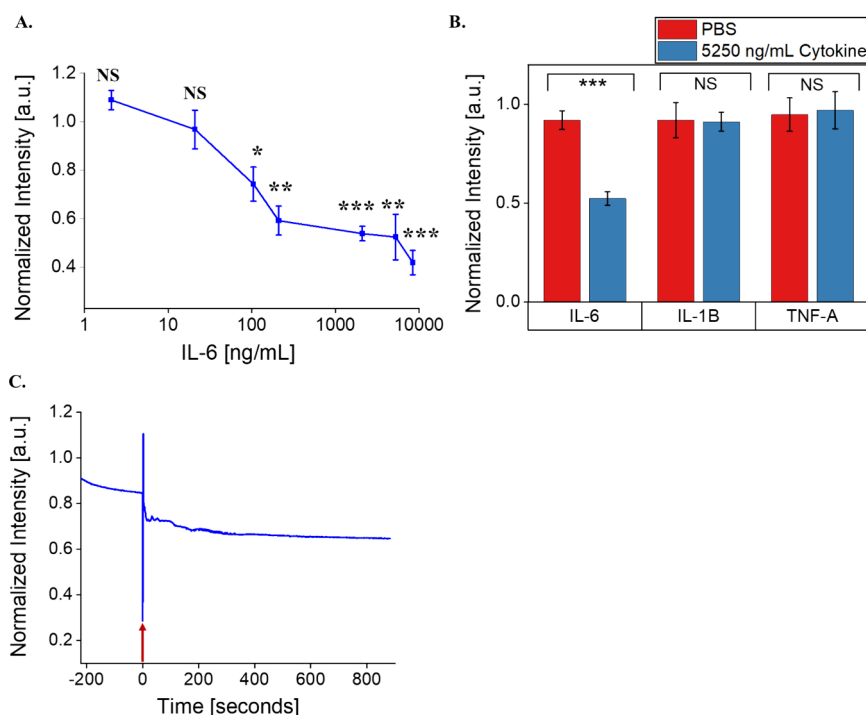 A.
NS
NS
*
**
***
**
***
1.2
1.0
0.8
0.6
0.4
Normalized Intensity [a.u.]
1
10
100
1000
10000
IL-6 [ng/mL]
B.
PBS
5250 ng/mL Cytokine
***
NS
NS
1.0
0.5
0.0
Normalized Intensity [a.u.]
IL-6
IL-1B
TNF-A
C.
1.2
1.0
0.8
0.6
0.4
0.2
Normalized Intensity [a.u.]
-200
0
200
400
600
800
Time [seconds]